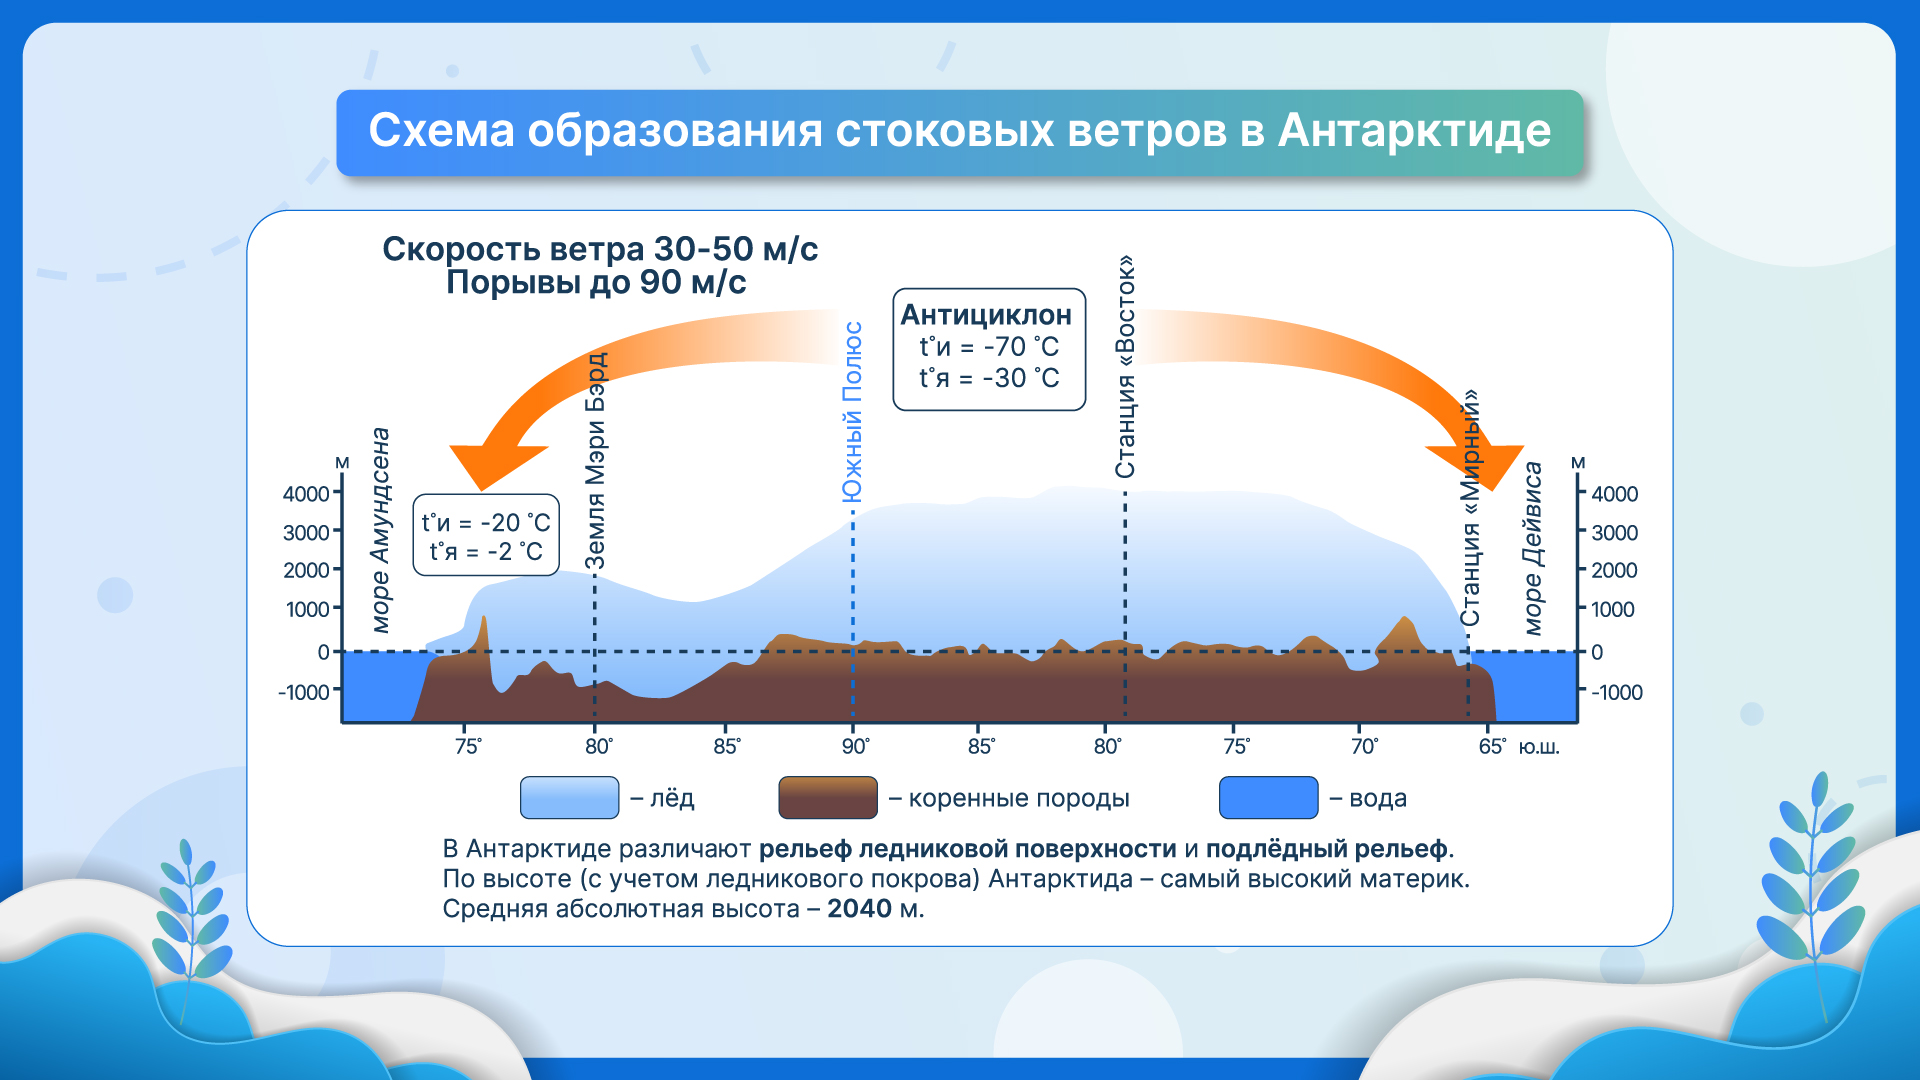 Схема образования стоковых ветров в Антарктиде
Скорость ветра 30-50 м/с
Порывы до 90 м/с
Антициклон
t°и = -70 °C
t°я = -30 °C
t°и = -20 °C
t°я = -2 °C
море Амундсена
Земля Мэри Бэрд
Южный Полюс
Станция «Восток»
Станция «Мирный»
море Дейвиса
м
4000
3000
2000
1000
0
-1000
м
4000
3000
2000
1000
0
-1000
75° 80° 85° 90° 85° 80° 75° 70° 65° ю.ш.
– лёд – коренные породы – вода
В Антарктиде различают рельеф ледниковой поверхности и подлёдный рельеф.
По высоте (с учетом ледникового покрова) Антарктида – самый высокий материк.
Средняя абсолютная высота – 2040 м.